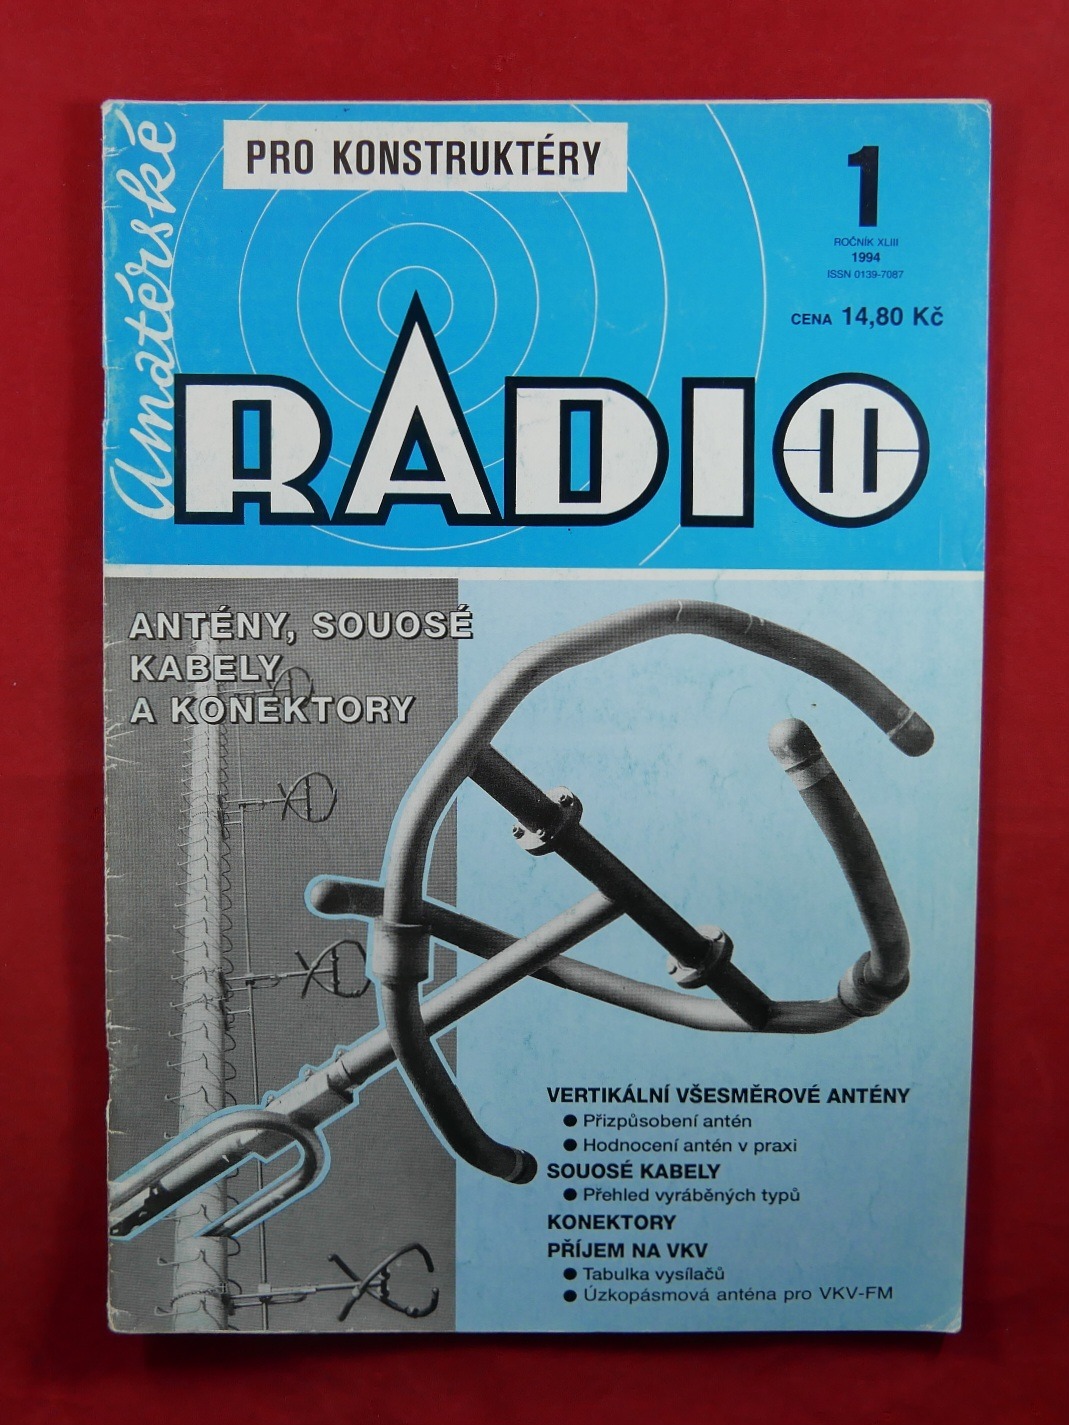 Amatérské
PRO KONSTRUKTÉRY
1
ROČNÍK XLIII
1994
ISSN 0139-7087
CENA 14,80 Kč
RADIO
ANTÉNY, SOUOSÉ
KABELY
A KONEKTORY
VERTIKÁLNÍ VŠESMĚROVÉ ANTÉNY
● Přizpůsobení antén
● Hodnocení antén v praxi
SOUOSÉ KABELY
● Přehled vyráběných typů
KONEKTORY
PŘÍJEM NA VKV
● Tabulka vysílačů
● Úzkopásmová anténa pro VKV-FM